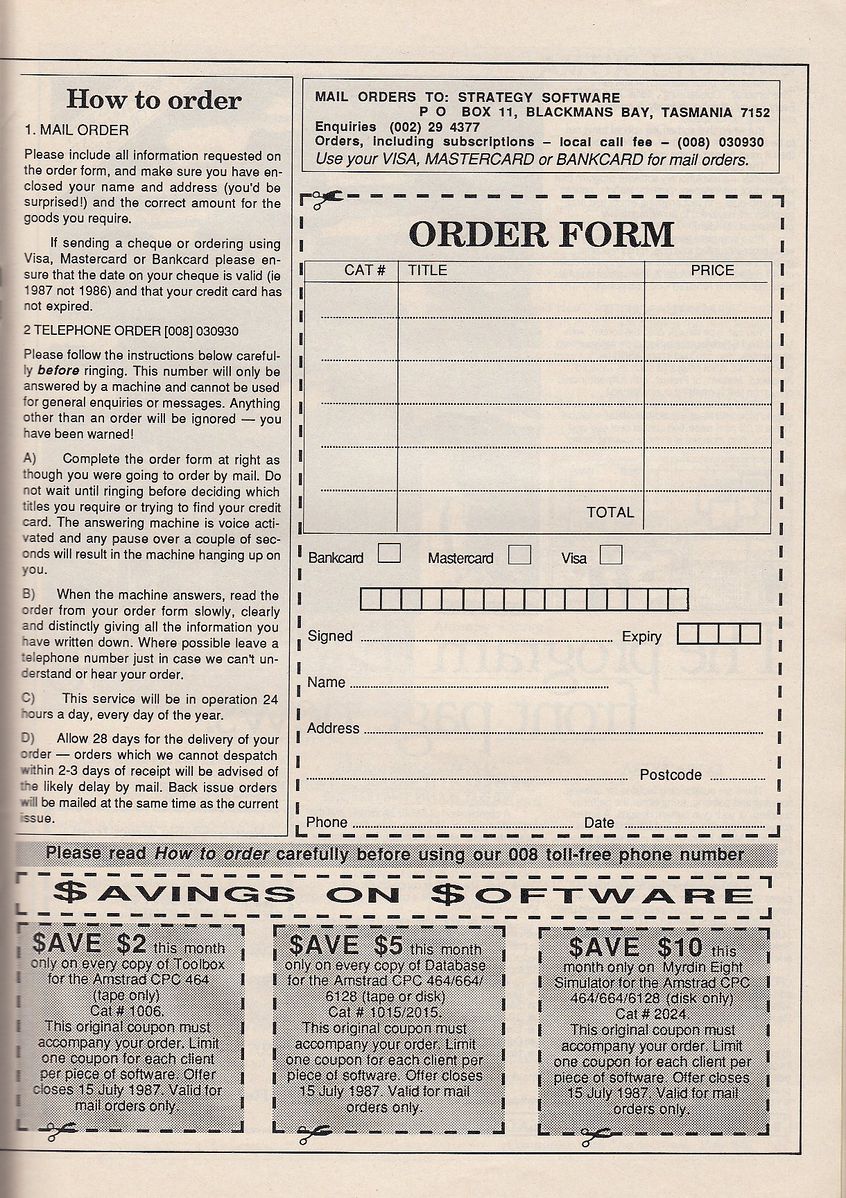 How to order
1. MAIL ORDER
Please include all information requested on
the order form, and make sure you have en-
closed your name and address (you'd be
surprised!) and the correct amount for the
goods you require.
If sending a cheque or ordering using
Visa, Mastercard or Bankcard please en-
sure that the date on your cheque is valid (ie
1987 not 1986) and that your credit card has
not expired.
2 TELEPHONE ORDER [008] 030930
Please follow the instructions below careful-
ly before ringing. This number will only be
answered by a machine and cannot be used
for general enquiries or messages. Anything
other than an order will be ignored — you
have been warned!
A) Complete the order form at right as
though you were going to order by mail. Do
not wait until ringing before deciding which
titles you require or trying to find your credit
card. The answering machine is voice acti-
vated and any pause over a couple of sec-
onds will result in the machine hanging up on
you.
B) When the machine answers, read the
order from your order form slowly, clearly
and distinctly giving all the information you
have written down. Where possible leave a
telephone number just in case we can't un-
derstand or hear your order.
C) This service will be in operation 24
hours a day, every day of the year.
D) Allow 28 days for the delivery of your
order — orders which we cannot despatch
within 2-3 days of receipt will be advised of
the likely delay by mail. Back issue orders
will be mailed at the same time as the current
issue.
MAIL ORDERS TO: STRATEGY SOFTWARE
P O BOX 11, BLACKMANS BAY, TASMANIA 7152
Enquiries (002) 29 4377
Orders, including subscriptions – local call fee – (008) 030930
Use your VISA, MASTERCARD or BANKCARD for mail orders.
ORDER FORM
CAT # TITLE PRICE
TOTAL
Bankcard Mastercard Visa
Signed Expiry
Name
Address
Postcode
Phone Date
Please read How to order carefully before using our 008 toll-free phone number
$AVINGS ON $OFTWARE
$AVE $2 this month
only on every copy of Toolbox
for the Amstrad CPC 464
(tape only)
Cat # 1006.
This original coupon must
accompany your order. Limit
one coupon for each client
per piece of software. Offer
closes 15 July 1987. Valid for
mail orders only.
$AVE $5 this month
only on every copy of Database
for the Amstrad CPC 464/664/
6128 (tape or disk)
Cat # 1015/2015.
This original coupon must
accompany your order. Limit
one coupon for each client per
piece of software. Offer closes
15 July 1987. Valid for mail
orders only.
$AVE $10 this
month only on Myrdin Eight
Simulator for the Amstrad CPC
464/664/6128 (disk only)
Cat # 2024.
This original coupon must
accompany your order. Limit
one coupon for each client per
piece of software. Offer closes
15 July 1987. Valid for mail
orders only.